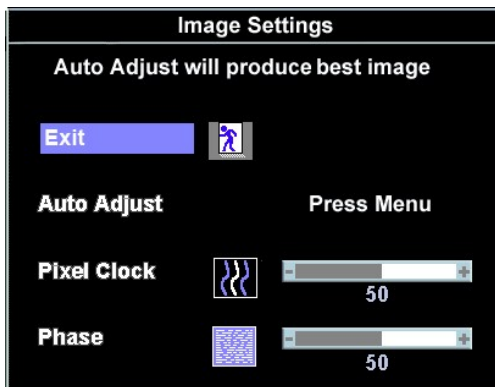 Image Settings
Auto Adjust will produce best image
Exit
Auto Adjust Press Menu
Pixel Clock - +
50
Phase - +
50